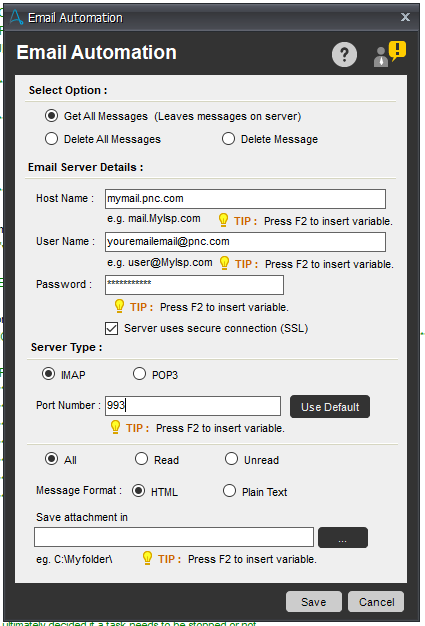 Email Automation
x
Email Automation
?
!
Select Option :
Get All Messages (Leaves messages on server)
Delete All Messages Delete Message
Email Server Details :
Host Name : mymail.pnc.com
e.g. mail.MyIsp.com TIP : Press F2 to insert variable.
User Name : youremailemail@pnc.com
e.g. user@MyIsp.com TIP : Press F2 to insert variable.
Password : ***********
TIP : Press F2 to insert variable.
Server uses secure connection (SSL)
Server Type :
IMAP POP3
Port Number : 993 Use Default
TIP : Press F2 to insert variable.
All Read Unread
Message Format : HTML Plain Text
Save attachment in
...
eg. C:\Myfolder\ TIP : Press F2 to insert variable.
Save Cancel
ultimately decided if a task needs to be stopped or not